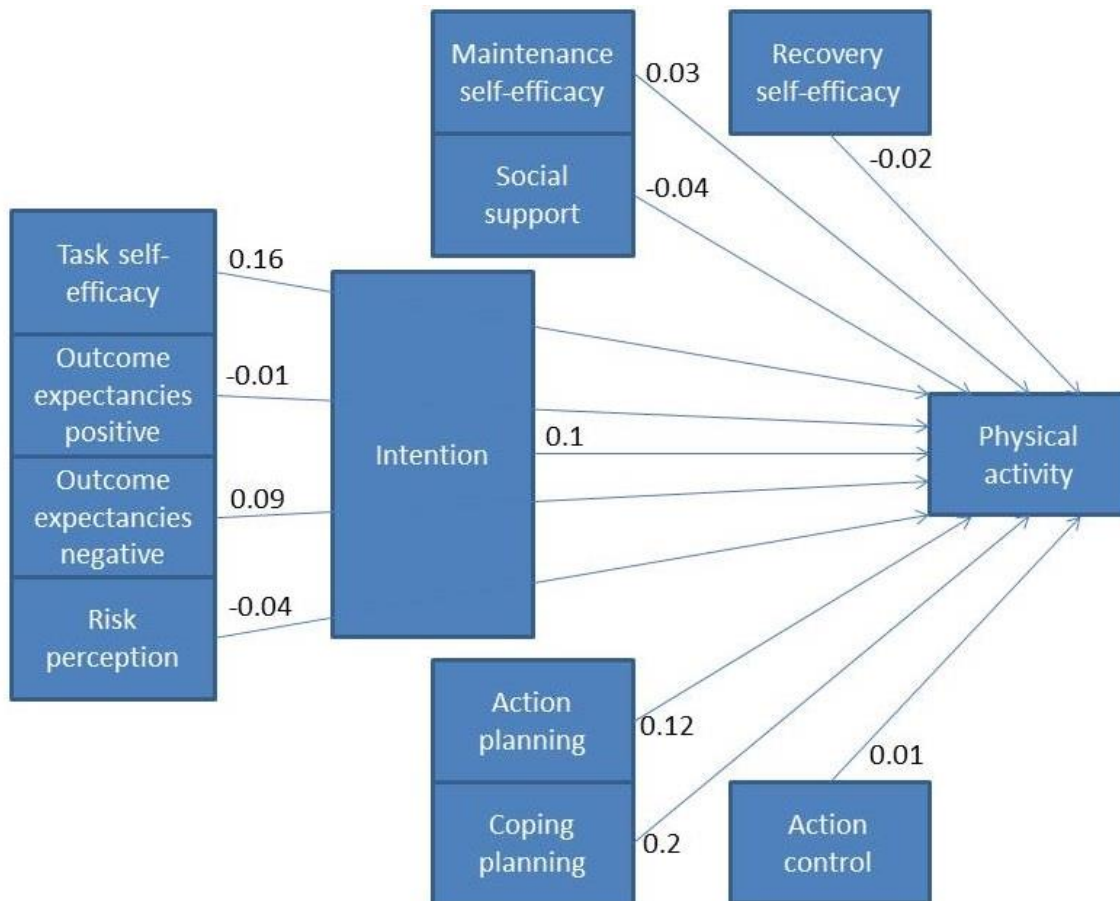 Maintenance
self-efficacy
0.03
Recovery
self-efficacy
-0.02
Social
support
-0.04
Task self-
efficacy
0.16
Outcome
expectancies
positive
-0.01
Outcome
expectancies
negative
0.09
Risk
perception
-0.04
Intention
0.1
Physical
activity
Action
planning
0.12
Coping
planning
0.2
0.01
Action
control